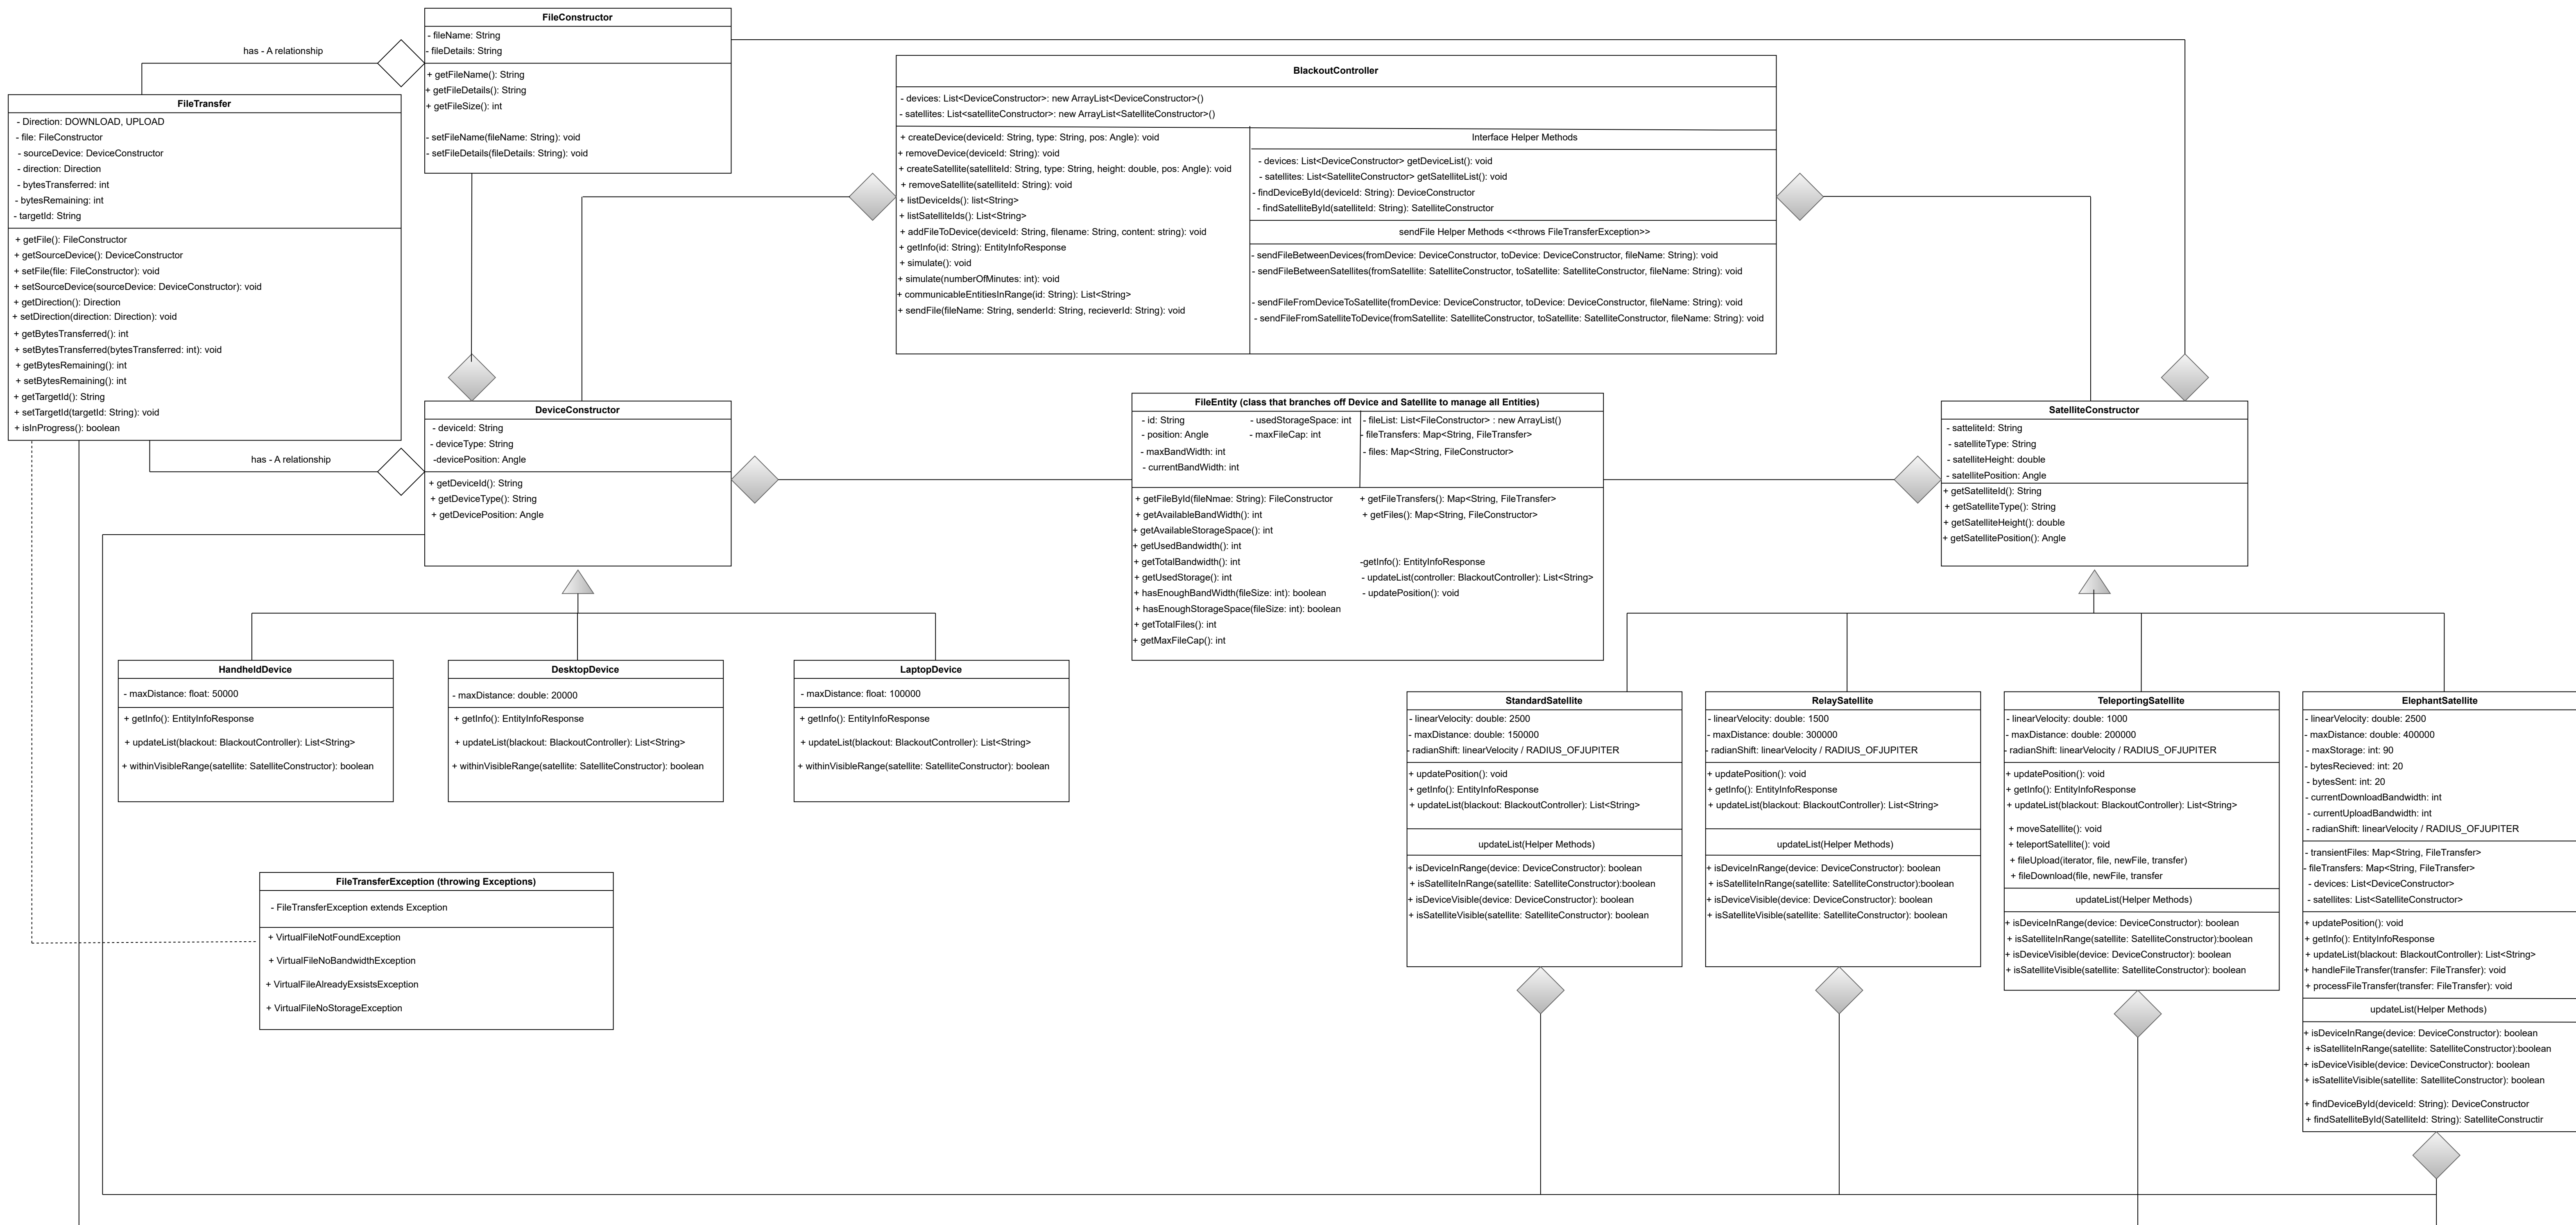 FileConstructor
- fileName: String
- fileDetails: String
+ getFileName(): String
+ getFileDetails(): String
+ getFileSize(): int
- setFileName(fileName: String): void
- setFileDetails(fileDetails: String): void
has - A relationship
FileTransfer
- Direction: DOWNLOAD, UPLOAD
- file: FileConstructor
- sourceDevice: DeviceConstructor
- direction: Direction
- bytesTransferred: int
- bytesRemaining: int
- targetId: String
+ getFile(): FileConstructor
+ getSourceDevice(): DeviceConstructor
+ setFile(file: FileConstructor): void
+ setSourceDevice(sourceDevice: DeviceConstructor): void
+ getDirection(): Direction
+ setDirection(direction: Direction): void
+ getBytesTransferred(): int
+ setBytesTransferred(bytesTransferred: int): void
+ getBytesRemaining(): int
+ setBytesRemaining(): int
+ getTargetId(): String
+ setTargetId(targetId: String): void
+ isInProgress(): boolean
has - A relationship
BlackoutController
- devices: List<DeviceConstructor>: new ArrayList<DeviceConstructor>()
- satellites: List<satelliteConstructor>: new ArrayList<SatelliteConstructor>()
+ createDevice(deviceId: String, type: String, pos: Angle): void
+ removeDevice(deviceId: String): void
+ createSatellite(satelliteId: String, type: String, height: double, pos: Angle): void
+ removeSatellite(satelliteId: String): void
+ listDeviceIds(): list<String>
+ listSatelliteIds(): List<String>
+ addFileToDevice(deviceId: String, filename: String, content: string): void
+ getInfo(id: String): EntityInfoResponse
+ simulate(): void
+ simulate(numberOfMinutes: int): void
+ communicableEntitiesInRange(id: String): List<String>
+ sendFile(fileName: String, senderId: String, recieverId: String): void
Interface Helper Methods
- devices: List<DeviceConstructor> getDeviceList(): void
- satellites: List<SatelliteConstructor> getSatelliteList(): void
- findDeviceById(deviceId: String): DeviceConstructor
- findSatelliteById(satelliteId: String): SatelliteConstructor
sendFile Helper Methods <<throws FileTransferException>>
- sendFileBetweenDevices(fromDevice: DeviceConstructor, toDevice: DeviceConstructor, fileName: String): void
- sendFileBetweenSatellites(fromSatellite: SatelliteConstructor, toSatellite: SatelliteConstructor, fileName: String): void
- sendFileFromDeviceToSatellite(fromDevice: DeviceConstructor, toDevice: DeviceConstructor, fileName: String): void
- sendFileFromSatelliteToDevice(fromSatellite: SatelliteConstructor, toSatellite: SatelliteConstructor, fileName: String): void
DeviceConstructor
- deviceId: String
- deviceType: String
-devicePosition: Angle
+ getDeviceId(): String
+ getDeviceType(): String
+ getDevicePosition: Angle
FileEntity (class that branches off Device and Satellite to manage all Entities)
- id: String
- position: Angle
- maxBandWidth: int
- currentBandWidth: int
- usedStorageSpace: int
- maxFileCap: int
- fileList: List<FileConstructor> : new ArrayList()
- fileTransfers: Map<String, FileTransfer>
- files: Map<String, FileConstructor>
+ getFileById(fileNmae: String): FileConstructor
+ getAvailableBandWidth(): int
+ getAvailableStorageSpace(): int
+ getUsedBandwidth(): int
+ getTotalBandwidth(): int
+ getUsedStorage(): int
+ hasEnoughBandWidth(fileSize: int): boolean
+ hasEnoughStorageSpace(fileSize: int): boolean
+ getTotalFiles(): int
+ getMaxFileCap(): int
+ getFileTransfers(): Map<String, FileTransfer>
+ getFiles(): Map<String, FileConstructor>
-getInfo(): EntityInfoResponse
- updateList(controller: BlackoutController): List<String>
- updatePosition(): void
SatelliteConstructor
- satteliteId: String
- satelliteType: String
- satelliteHeight: double
- satellitePosition: Angle
+ getSatelliteId(): String
+ getSatelliteType(): String
+ getSatelliteHeight(): double
+ getSatellitePosition(): Angle
HandheldDevice
- maxDistance: float: 50000
+ getInfo(): EntityInfoResponse
+ updateList(blackout: BlackoutController): List<String>
+ withinVisibleRange(satellite: SatelliteConstructor): boolean
DesktopDevice
- maxDistance: double: 20000
+ getInfo(): EntityInfoResponse
+ updateList(blackout: BlackoutController): List<String>
+ withinVisibleRange(satellite: SatelliteConstructor): boolean
LaptopDevice
- maxDistance: float: 100000
+ getInfo(): EntityInfoResponse
+ updateList(blackout: BlackoutController): List<String>
+ withinVisibleRange(satellite: SatelliteConstructor): boolean
StandardSatellite
- linearVelocity: double: 2500
- maxDistance: double: 150000
- radianShift: linearVelocity / RADIUS_OFJUPITER
+ updatePosition(): void
+ getInfo(): EntityInfoResponse
+ updateList(blackout: BlackoutController): List<String>
updateList(Helper Methods)
+ isDeviceInRange(device: DeviceConstructor): boolean
+ isSatelliteInRange(satellite: SatelliteConstructor):boolean
+ isDeviceVisible(device: DeviceConstructor): boolean
+ isSatelliteVisible(satellite: SatelliteConstructor): boolean
RelaySatellite
- linearVelocity: double: 1500
- maxDistance: double: 300000
- radianShift: linearVelocity / RADIUS_OFJUPITER
+ updatePosition(): void
+ getInfo(): EntityInfoResponse
+ updateList(blackout: BlackoutController): List<String>
updateList(Helper Methods)
+ isDeviceInRange(device: DeviceConstructor): boolean
+ isSatelliteInRange(satellite: SatelliteConstructor):boolean
+ isDeviceVisible(device: DeviceConstructor): boolean
+ isSatelliteVisible(satellite: SatelliteConstructor): boolean
TeleportingSatellite
- linearVelocity: double: 1000
- maxDistance: double: 200000
- radianShift: linearVelocity / RADIUS_OFJUPITER
+ updatePosition(): void
+ getInfo(): EntityInfoResponse
+ updateList(blackout: BlackoutController): List<String>
+ moveSatellite(): void
+ teleportSatellite(): void
+ fileUpload(iterator, file, newFile, transfer)
+ fileDownload(file, newFile, transfer
updateList(Helper Methods)
+ isDeviceInRange(device: DeviceConstructor): boolean
+ isSatelliteInRange(satellite: SatelliteConstructor):boolean
+ isDeviceVisible(device: DeviceConstructor): boolean
+ isSatelliteVisible(satellite: SatelliteConstructor): boolean
ElephantSatellite
- linearVelocity: double: 2500
- maxDistance: double: 400000
- maxStorage: int: 90
- bytesRecieved: int: 20
- bytesSent: int: 20
- currentDownloadBandwidth: int
- currentUploadBandwidth: int
- radianShift: linearVelocity / RADIUS_OFJUPITER
- transientFiles: Map<String, FileTransfer>
- fileTransfers: Map<String, FileTransfer>
- devices: List<DeviceConstructor>
- satellites: List<SatelliteConstructor>
+ updatePosition(): void
+ getInfo(): EntityInfoResponse
+ updateList(blackout: BlackoutController): List<String>
+ handleFileTransfer(transfer: FileTransfer): void
+ processFileTransfer(transfer: FileTransfer): void
updateList(Helper Methods)
+ isDeviceInRange(device: DeviceConstructor): boolean
+ isSatelliteInRange(satellite: SatelliteConstructor):boolean
+ isDeviceVisible(device: DeviceConstructor): boolean
+ isSatelliteVisible(satellite: SatelliteConstructor): boolean
+ findDeviceById(deviceId: String): DeviceConstructor
+ findSatelliteById(SatelliteId: String): SatelliteConstructir
FileTransferException (throwing Exceptions)
- FileTransferException extends Exception
+ VirtualFileNotFoundException
+ VirtualFileNoBandwidthException
+ VirtualFileAlreadyExsistsException
+ VirtualFileNoStorageException